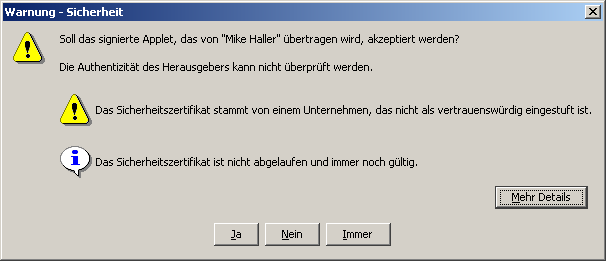 Warnung - Sicherheit
Soll das signierte Applet, das von "Mike Haller" übertragen wird, akzeptiert werden?
Die Authentizität des Herausgebers kann nicht überprüft werden.
Das Sicherheitszertifikat stammt von einem Unternehmen, das nicht als vertrauenswürdig eingestuft ist.
Das Sicherheitszertifikat ist nicht abgelaufen und immer noch gültig.
Mehr Details
Ja Nein Immer